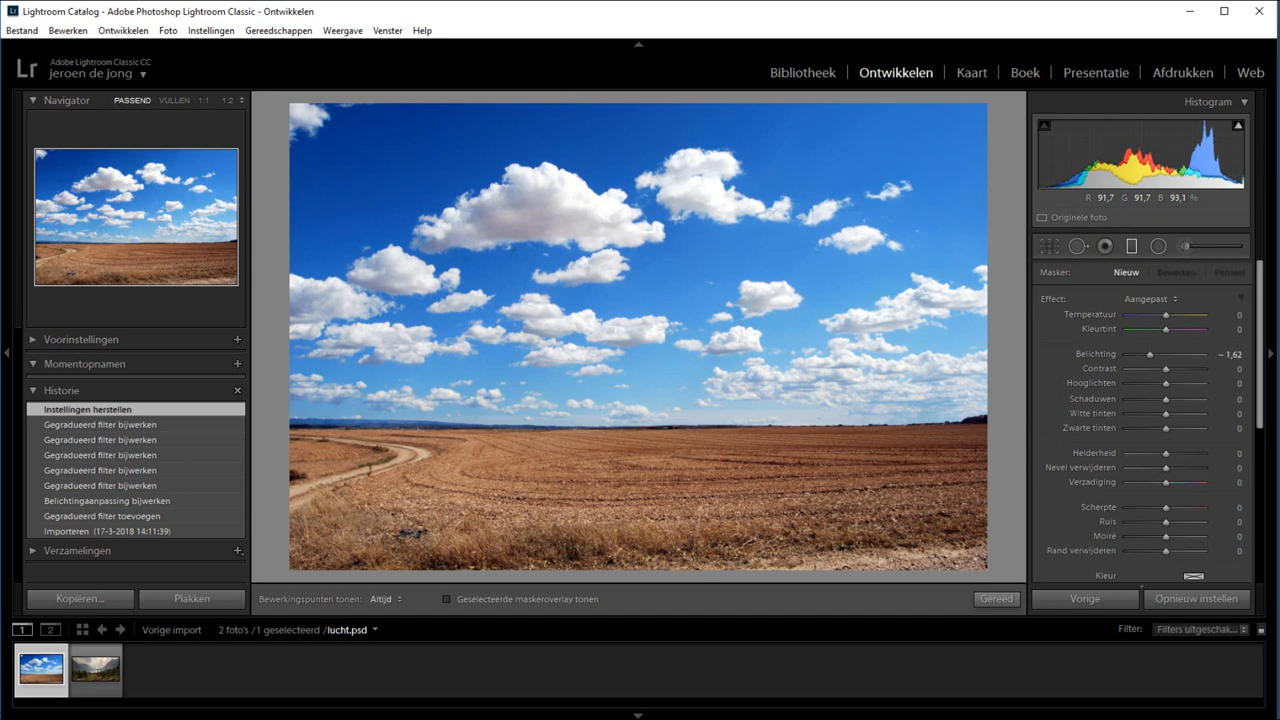 Lightroom Catalog - Adobe Photoshop Lightroom Classic - Ontwikkelen
Bestand Bewerken Ontwikkelen Foto Instellingen Gereedschappen Weergave Venster Help
Lr Adobe Lightroom Classic CC
jeroen de jong
Bibliotheek Ontwikkelen Kaart Boek Presentatie Afdrukken Web
Navigator PASSEND VULLEN 1:1 1:2
Voorinstellingen
Momentopnamen
Historie
Instellingen herstellen
Gegradueerd filter bijwerken
Gegradueerd filter bijwerken
Gegradueerd filter bijwerken
Gegradueerd filter bijwerken
Gegradueerd filter bijwerken
Belichtingaanpassing bijwerken
Gegradueerd filter toevoegen
Importeren (17-3-2018 14:11:39)
Verzamelingen
Kopiëren... Plakken
Bewerkingspunten tonen: Altijd Geselecteerde maskeroverlay tonen Gereed
Histogram
R 91,7 G 91,7 B 93,1 %
Originele foto
Masker: Nieuw Bewerken Penseel
Effect: Aangepast
Temperatuur 0
Kleurtint 0
Belichting – 1,62
Contrast 0
Hooglichten 0
Schaduwen 0
Witte tinten 0
Zwarte tinten 0
Helderheid 0
Nevel verwijderen 0
Verzadiging 0
Scherpte 0
Ruis 0
Moiré 0
Rand verwijderen 0
Kleur
Vorige Opnieuw instellen
1 2 Vorige import 2 foto's /1 geselecteerd /lucht.psd Filter: Filters uitgeschak...